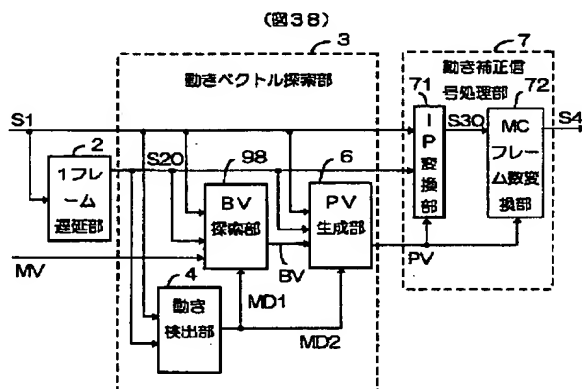 (図38)
3
7
動きベクトル探索部
動き補正信
号処理部
71
72
S1
I
P
変
換
部
S30
MC
フレー
ム数変
換部
S4
2
1フレ
ーム
遅延部
S20
98
BV
探索部
6
PV
生成部
BV
PV
MV
4
動き
検出部
MD1
MD2